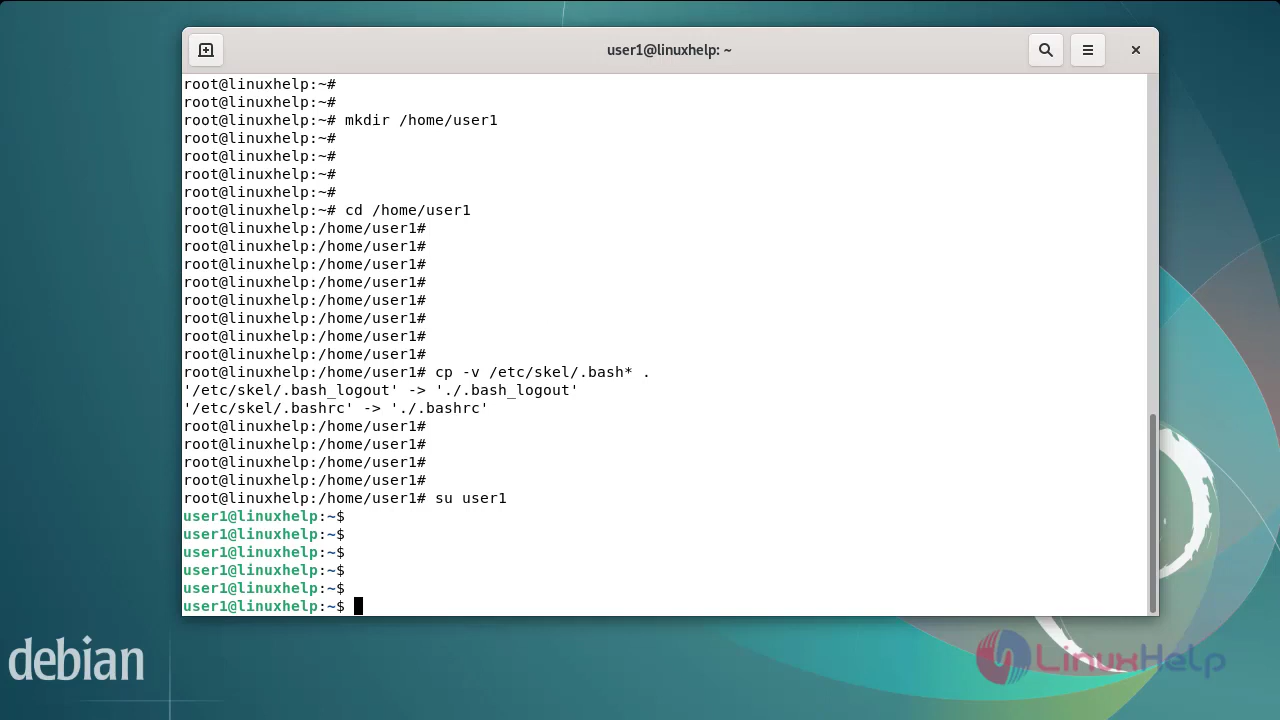 user1@linuxhelp: ~
root@linuxhelp:~#
root@linuxhelp:~#
root@linuxhelp:~# mkdir /home/user1
root@linuxhelp:~#
root@linuxhelp:~#
root@linuxhelp:~#
root@linuxhelp:~#
root@linuxhelp:~# cd /home/user1
root@linuxhelp:/home/user1#
root@linuxhelp:/home/user1#
root@linuxhelp:/home/user1#
root@linuxhelp:/home/user1#
root@linuxhelp:/home/user1#
root@linuxhelp:/home/user1#
root@linuxhelp:/home/user1#
root@linuxhelp:/home/user1#
root@linuxhelp:/home/user1# cp -v /etc/skel/.bash* .
'/etc/skel/.bash_logout' -> './.bash_logout'
'/etc/skel/.bashrc' -> './.bashrc'
root@linuxhelp:/home/user1#
root@linuxhelp:/home/user1#
root@linuxhelp:/home/user1#
root@linuxhelp:/home/user1#
root@linuxhelp:/home/user1# su user1
user1@linuxhelp:~$
user1@linuxhelp:~$
user1@linuxhelp:~$
user1@linuxhelp:~$
user1@linuxhelp:~$
user1@linuxhelp:~$
debian
LinuxHelp